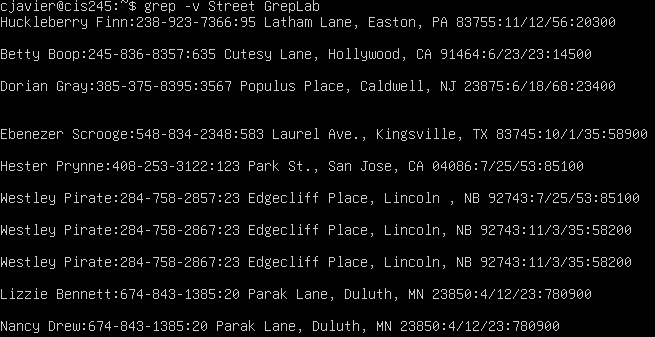 cjavier@cis245:~$ grep -v Street GrepLab
Huckleberry Finn:238-923-7366:95 Latham Lane, Easton, PA 83755:11/12/56:20300
Betty Boop:245-836-8357:635 Cutesy Lane, Hollywood, CA 91464:6/23/23:14500
Dorian Gray:385-375-8395:3567 Populus Place, Caldwell, NJ 23875:6/18/68:23400
Ebenezer Scrooge:548-834-2348:583 Laurel Ave., Kingsville, TX 83745:10/1/35:58900
Hester Prynne:408-253-3122:123 Park St., San Jose, CA 04086:7/25/53:85100
Westley Pirate:284-758-2857:23 Edgecliff Place, Lincoln , NB 92743:7/25/53:85100
Westley Pirate:284-758-2867:23 Edgecliff Place, Lincoln, NB 92743:11/3/35:58200
Westley Pirate:284-758-2867:23 Edgecliff Place, Lincoln, NB 92743:11/3/35:58200
Lizzie Bennett:674-843-1385:20 Parak Lane, Duluth, MN 23850:4/12/23:780900
Nancy Drew:674-843-1385:20 Parak Lane, Duluth, MN 23850:4/12/23:780900